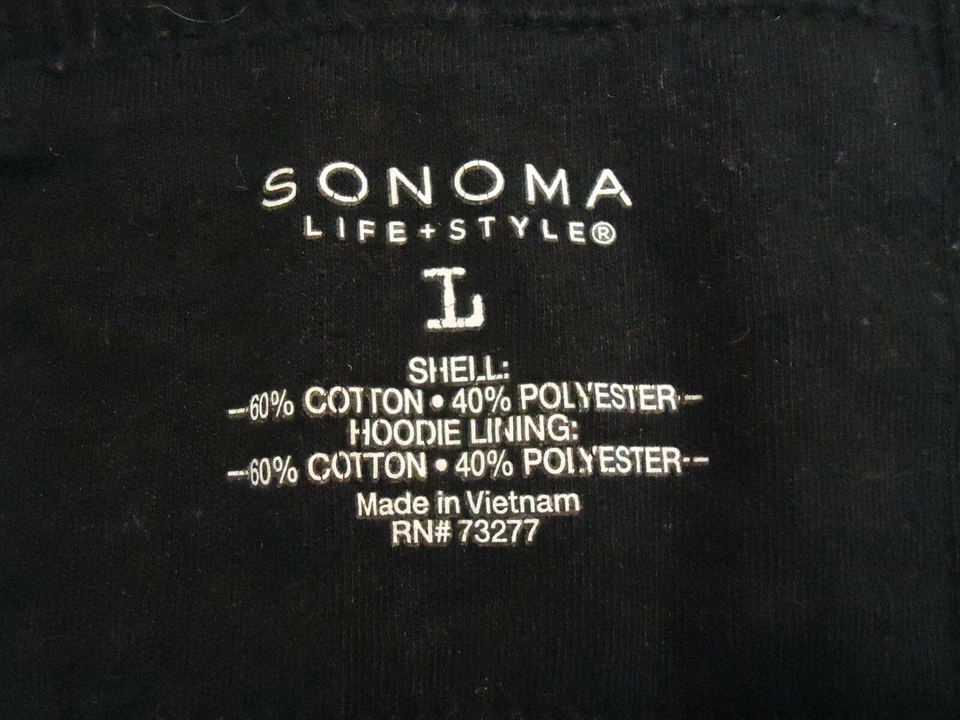 SONOMA
LIFE+STYLE®
L
SHELL:
-60% COTTON • 40% POLYESTER-
HOODIE LINING:
-60% COTTON • 40% POLYESTER-
Made in Vietnam
RN# 73277